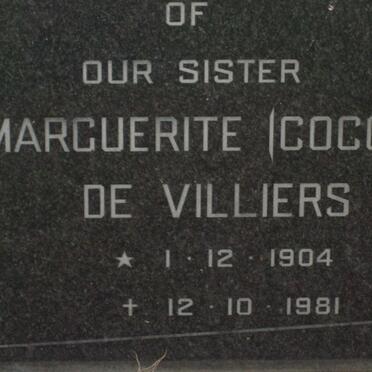 OF
OUR SISTER
MARGUERITE (COCO
DE VILLIERS
★ 1 · 12 · 1904
✝ 12 · 10 · 1981